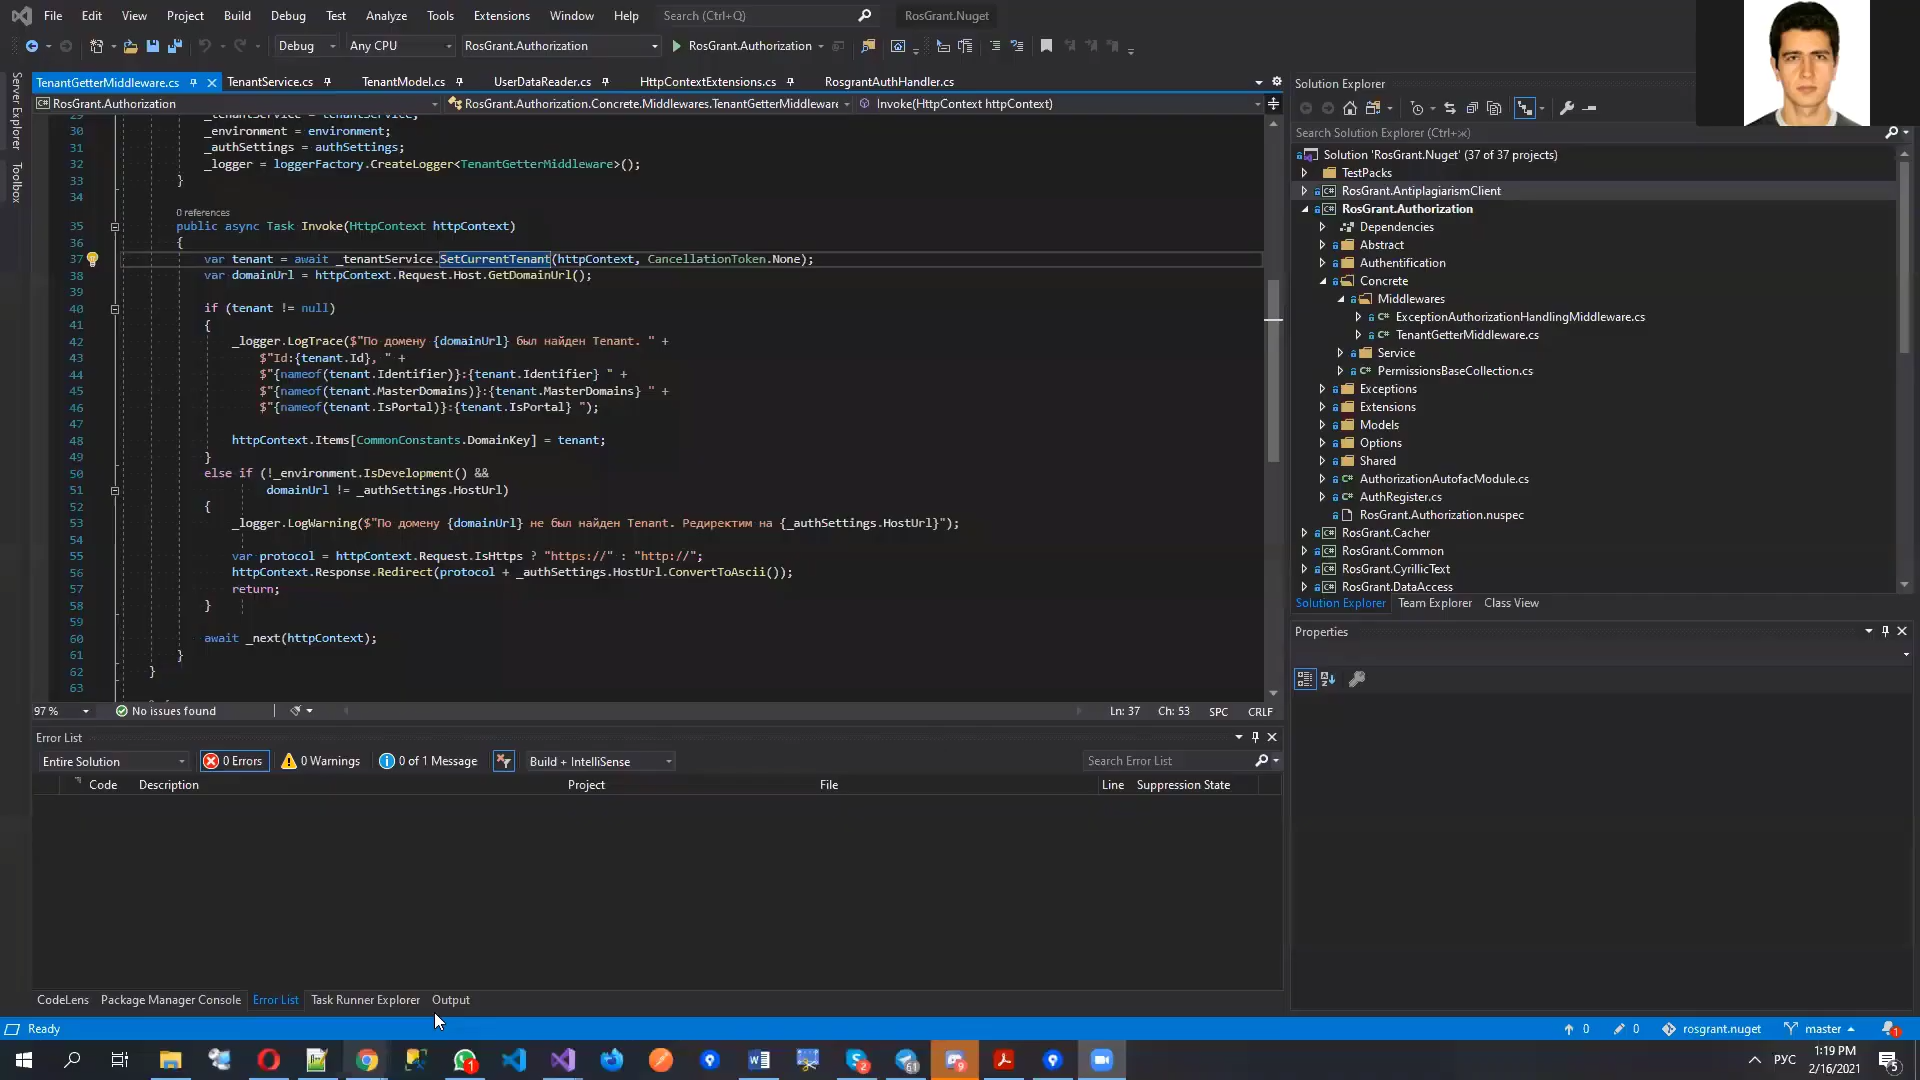 File Edit View Project Build Debug Test Analyze Tools Extensions Window Help Search (Ctrl+Q) RosGrant.Nuget
Debug Any CPU RosGrant.Authorization RosGrant.Authorization
Server Explorer
Toolbox
TenantGetterMiddleware.cs TenantService.cs TenantModel.cs UserDataReader.cs HttpContextExtensions.cs RosgrantAuthHandler.cs
RosGrant.Authorization RosGrant.Authorization.Concrete.Middlewares.TenantGetterMiddleware Invoke(HttpContext httpContext)
30 _environment = environment;
31 _authSettings = authSettings;
32 _logger = loggerFactory.CreateLogger<TenantGetterMiddleware>();
33 }
34
0 references
35 public async Task Invoke(HttpContext httpContext)
36 {
37 var tenant = await _tenantService.SetCurrentTenant(httpContext, CancellationToken.None);
38 var domainUrl = httpContext.Request.Host.GetDomainUrl();
39
40 if (tenant != null)
41 {
42 _logger.LogTrace($"По домену {domainUrl} был найден Tenant. " +
43 $"Id:{tenant.Id}, " +
44 $"{nameof(tenant.Identifier)}:{tenant.Identifier} " +
45 $"{nameof(tenant.MasterDomains)}:{tenant.MasterDomains} " +
46 $"{nameof(tenant.IsPortal)}:{tenant.IsPortal} ");
47
48 httpContext.Items[CommonConstants.DomainKey] = tenant;
49 }
50 else if (!_environment.IsDevelopment() &&
51 domainUrl != _authSettings.HostUrl)
52 {
53 _logger.LogWarning($"По домену {domainUrl} не был найден Tenant. Редиректим на {_authSettings.HostUrl}");
54
55 var protocol = httpContext.Request.IsHttps ? "https://" : "http://";
56 httpContext.Response.Redirect(protocol + _authSettings.HostUrl.ConvertToAscii());
57 return;
58 }
59
60 await _next(httpContext);
61 }
62 }
63
97 % No issues found Ln: 37 Ch: 53 SPC CRLF
Error List
Entire Solution 0 Errors 0 Warnings 0 of 1 Message Build + IntelliSense Search Error List
Code Description Project File Line Suppression State
CodeLens Package Manager Console Error List Task Runner Explorer Output
Solution Explorer
Search Solution Explorer (Ctrl+ж)
Solution 'RosGrant.Nuget' (37 of 37 projects)
TestPacks
RosGrant.AntiplagiarismClient
RosGrant.Authorization
Dependencies
Abstract
Authentification
Concrete
Middlewares
ExceptionAuthorizationHandlingMiddleware.cs
TenantGetterMiddleware.cs
Service
PermissionsBaseCollection.cs
Exceptions
Extensions
Models
Options
Shared
AuthorizationAutofacModule.cs
AuthRegister.cs
RosGrant.Authorization.nuspec
RosGrant.Cacher
RosGrant.Common
RosGrant.CyrillicText
RosGrant.DataAccess
Solution Explorer Team Explorer Class View
Properties
Ready 0 0 rosgrant.nuget master 1
РУС 1:19 PM
2/16/2021